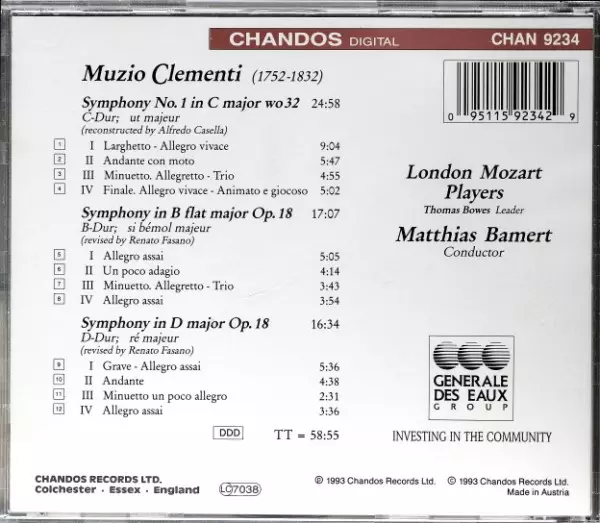 CHANDOS DIGITAL CHAN 9234
Muzio Clementi (1752-1832)
Symphony No. 1 in C major wo 32 24:58
C-Dur; ut majeur
(reconstructed by Alfredo Casella)
1 I Larghetto - Allegro vivace 9:04
2 II Andante con moto 5:47
3 III Minuetto. Allegretto - Trio 4:55
4 IV Finale. Allegro vivace - Animato e giocoso 5:02
Symphony in B flat major Op. 18 17:07
B-Dur; si bémol majeur
(revised by Renato Fasano)
5 I Allegro assai 5:05
6 II Un poco adagio 4:14
7 III Minuetto. Allegretto - Trio 3:43
8 IV Allegro assai 3:54
Symphony in D major Op. 18 16:34
D-Dur; ré majeur
(revised by Renato Fasano)
9 I Grave - Allegro assai 5:36
10 II Andante 4:38
11 III Minuetto un poco allegro 2:31
12 IV Allegro assai 3:36
DDD TT = 58:55
0 95115 92342 9
London Mozart
Players
Thomas Bowes Leader
Matthias Bamert
Conductor
GENERALE
DES EAUX
GROUP
INVESTING IN THE COMMUNITY
CHANDOS RECORDS LTD.
Colchester . Essex . England
LC 7038
℗ 1993 Chandos Records Ltd. © 1993 Chandos Records Ltd.
Made in Austria